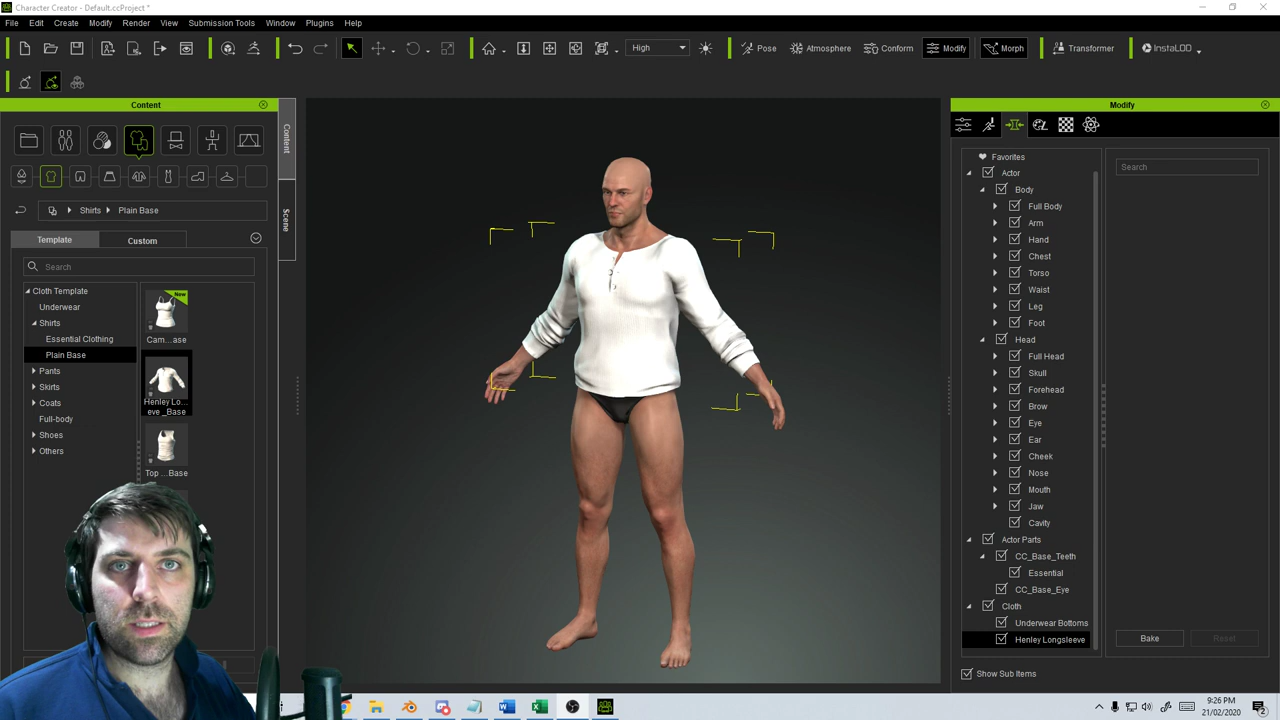 Character Creator - Default.ccProject *
File Edit Create Modify Render View Submission Tools Window Plugins Help
High Pose Atmosphere Conform Modify Morph Transformer InstaLOD
Content
Modify
Content
Scene
Shirts Plain Base
Template Custom
Search
Cloth Template
Underwear
Shirts
Essential Clothing
Plain Base
Pants
Skirts
Coats
Full-body
Shoes
Others
New
Cam...ase
Henley Lo...
eve _Base
Top ...Base
Favorites
Actor
Body
Full Body
Arm
Hand
Chest
Torso
Waist
Leg
Foot
Head
Full Head
Skull
Forehead
Brow
Eye
Ear
Cheek
Nose
Mouth
Jaw
Cavity
Actor Parts
CC_Base_Teeth
Essential
CC_Base_Eye
Cloth
Underwear Bottoms
Henley Longsleeve
Show Sub Items
Search
Bake Reset
9:26 PM
21/02/2020
2